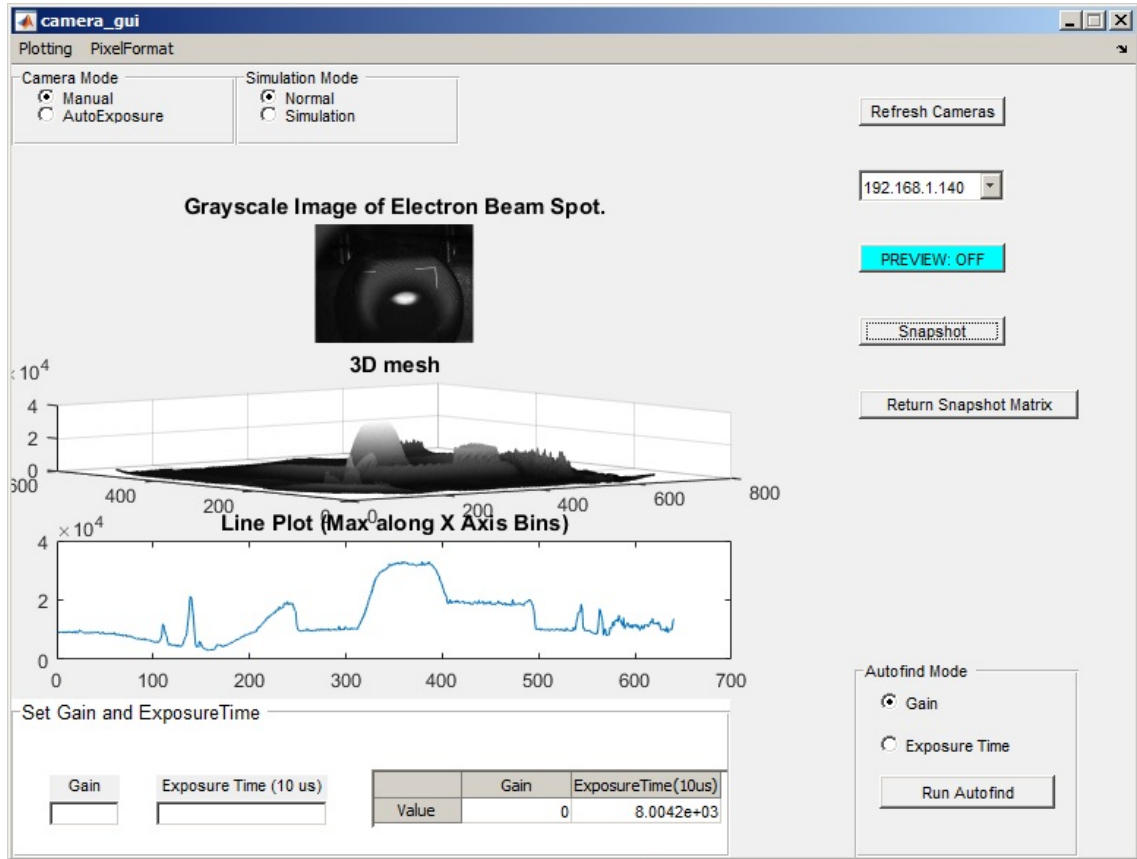 camera_gui
Plotting PixelFormat
Camera Mode
Manual
AutoExposure
Simulation Mode
Normal
Simulation
Refresh Cameras
192.168.1.140
PREVIEW: OFF
Snapshot
Return Snapshot Matrix
Grayscale Image of Electron Beam Spot.
3D mesh
10⁴
4
2
0
400
200
0
0
200
400
600
800
Line Plot (Max along X Axis Bins)
×10⁴
4
2
0
0 100 200 300 400 500 600 700
Set Gain and ExposureTime
Gain
Exposure Time (10 us)
Gain ExposureTime(10us)
Value 0 8.0042e+03
Autofind Mode
Gain
Exposure Time
Run Autofind